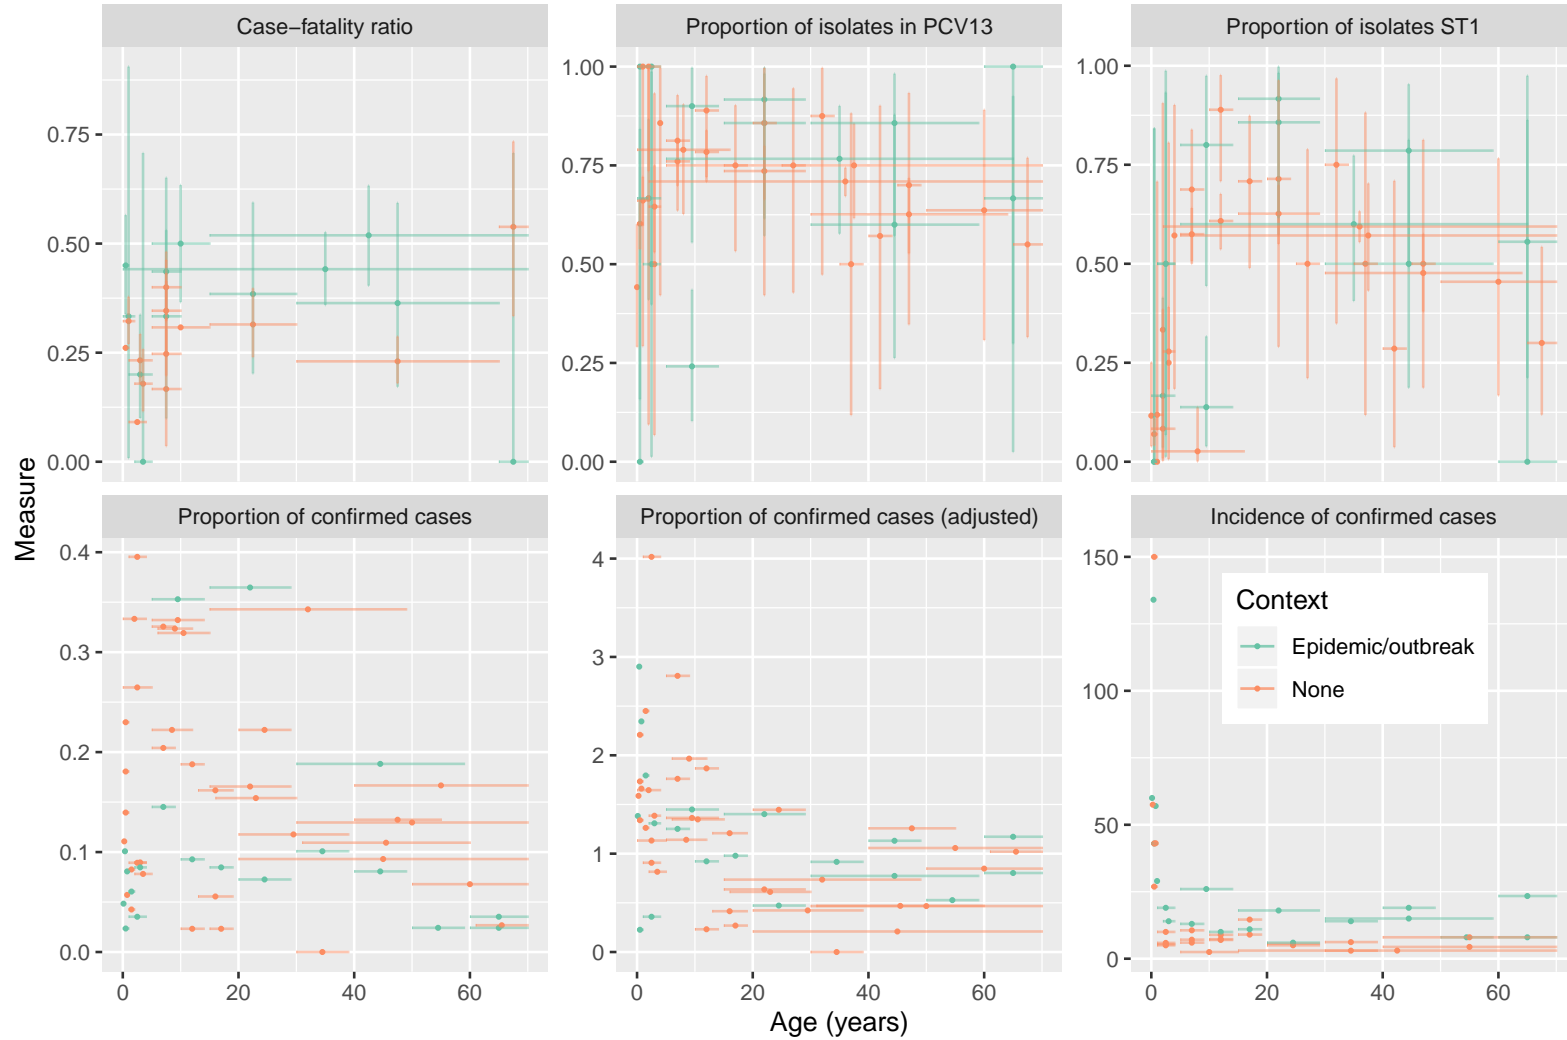 Case−fatality ratio
Proportion of isolates in PCV13
Proportion of isolates ST1
0.75
0.50
0.25
0.00
1.00
0.75
0.50
0.25
0.00
1.00
0.75
0.50
0.25
0.00
Measure
Proportion of confirmed cases
Proportion of confirmed cases (adjusted)
Incidence of confirmed cases
0.4
0.3
0.2
0.1
0.0
4
3
2
1
0
150
100
50
0
Context
Epidemic/outbreak
None
0 20 40 60
0 20 40 60
0 20 40 60
Age (years)